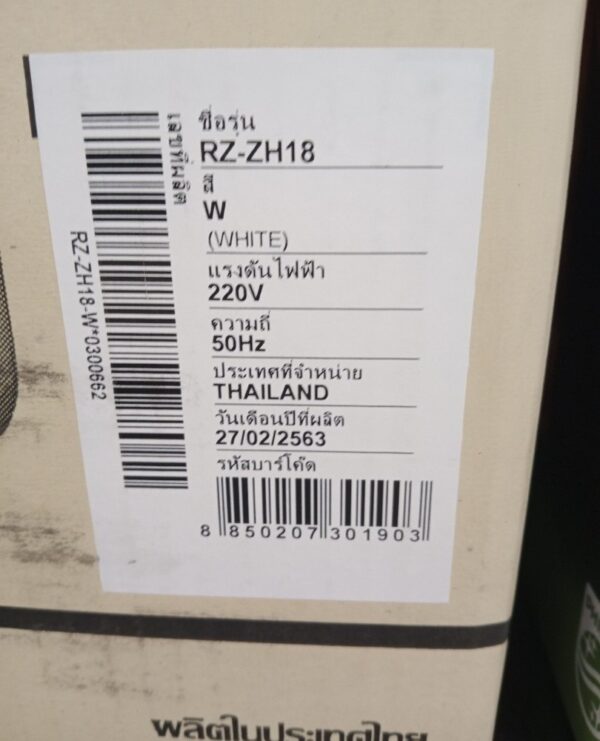 ชื่อรุ่น
RZ-ZH18
สี
W
(WHITE)
แรงดันไฟฟ้า
220V
ความถี่
50Hz
ประเทศที่จำหน่าย
THAILAND
วันเดือนปีที่ผลิต
27/02/2563
รหัสบาร์โค๊ด
8 850207 301903
เลขที่ผลิต
RZ-ZH18-W*0300662
ผลิตในประเทศไทย